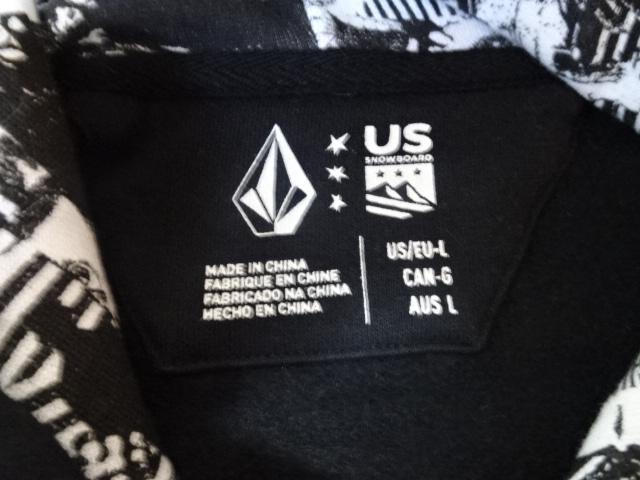 US
SNOWBOARD
MADE IN CHINA
FABRIQUE EN CHINE
FABRICADO NA CHINA
HECHO EN CHINA
US/EU-L
CAN-G
AUS L